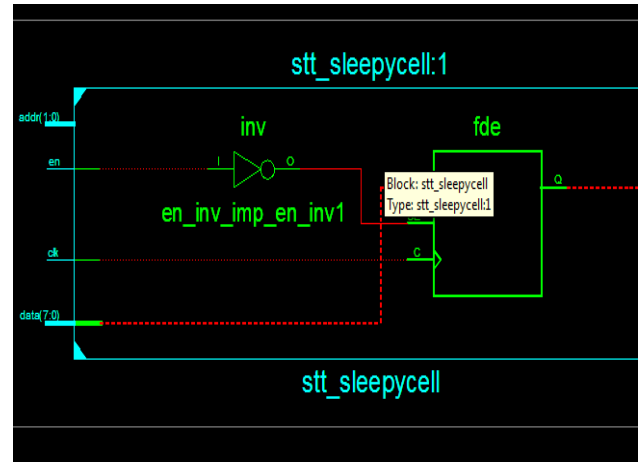 stt_sleepycell:1
addr(1:0)
inv
fde
en
I
O
Block: stt_sleepycell
Type: stt_sleepycell:1
Q
en_inv_imp_en_inv1
clk
C
data(7:0)
stt_sleepycell